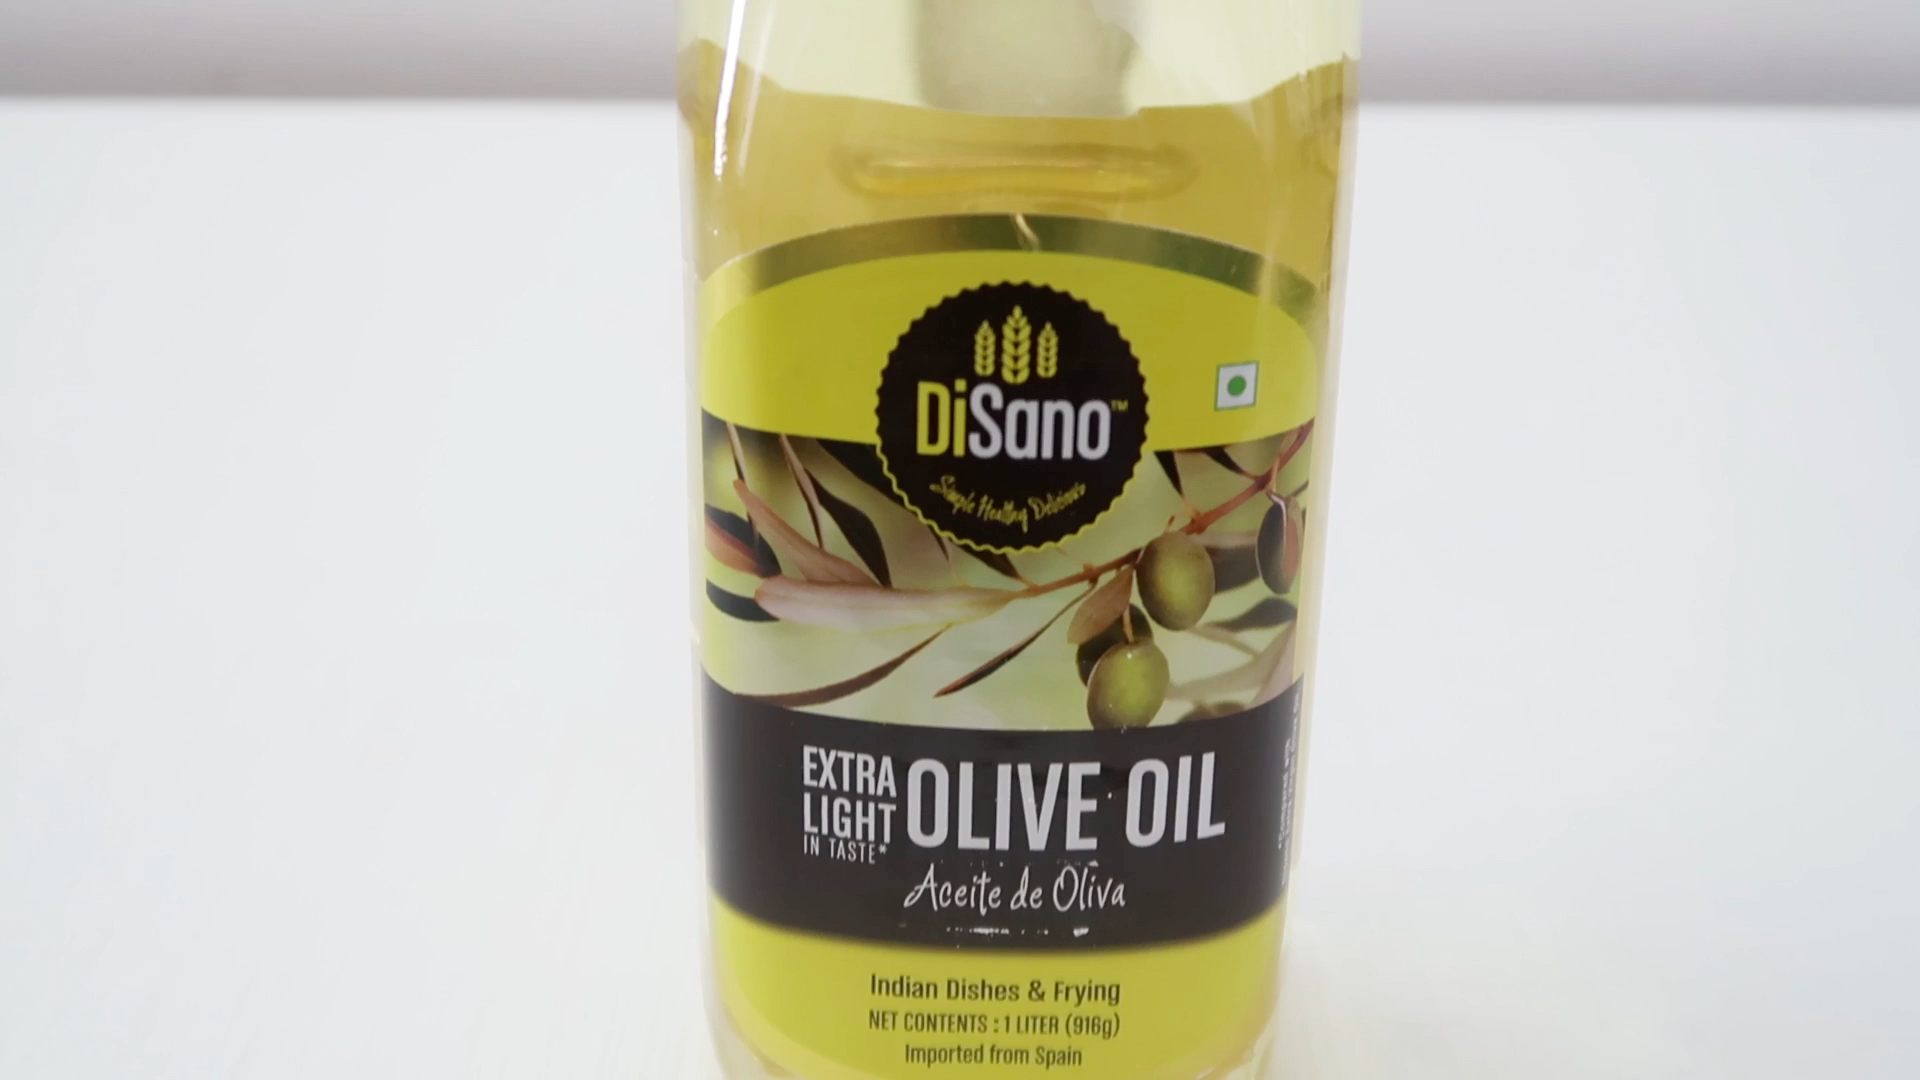 DiSano™
Simple Healthy Delicious
EXTRA
LIGHT
IN TASTE*
OLIVE OIL
Aceite de Oliva
Indian Dishes & Frying
NET CONTENTS : 1 LITER (916g)
Imported from Spain